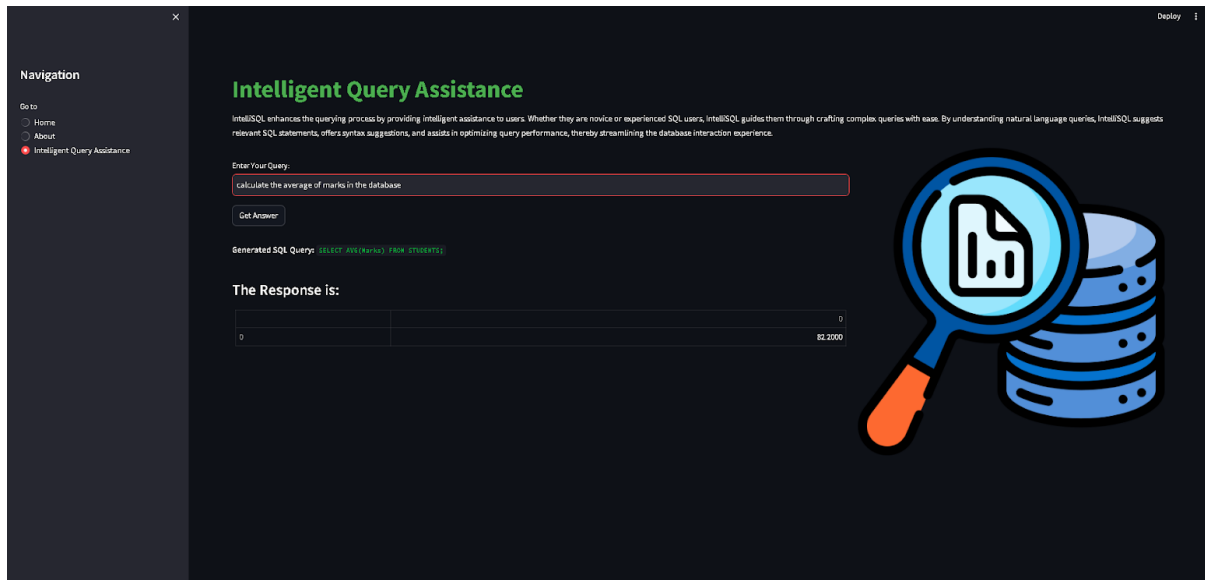 Deploy
Navigation
Go to
Home
About
Intelligent Query Assistance
Intelligent Query Assistance
IntelliSQL enhances the querying process by providing intelligent assistance to users. Whether they are novice or experienced SQL users, IntelliSQL guides them through crafting complex queries with ease. By understanding natural language queries, IntelliSQL suggests
relevant SQL statements, offers syntax suggestions, and assists in optimizing query performance, thereby streamlining the database interaction experience.
Enter Your Query:
calculate the average of marks in the database
Get Answer
Generated SQL Query: SELECT AVG(Marks) FROM STUDENTS;
The Response is:
0
0 82.2000